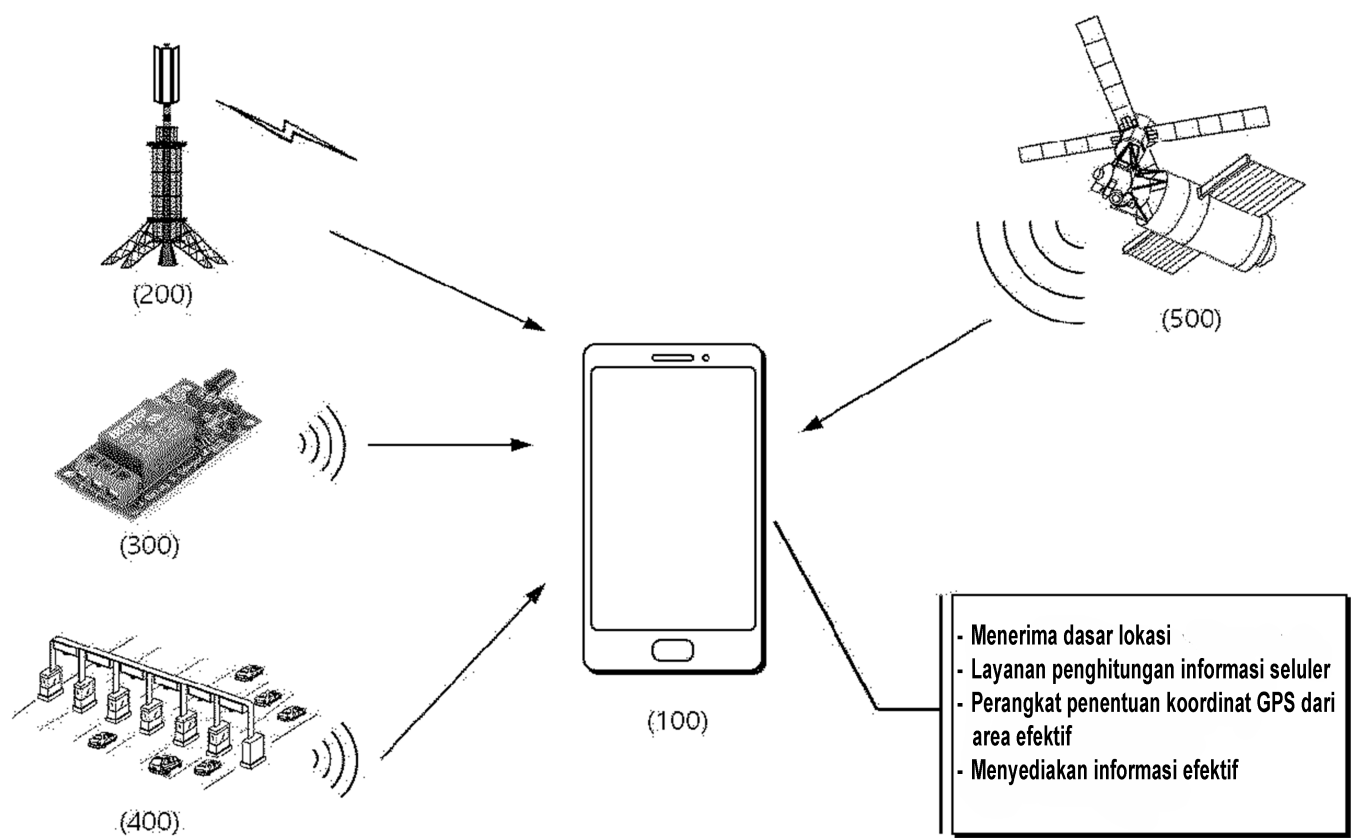 (200)
(500)
(300)
(100)
(400)
- Menerima dasar lokasi
- Layanan penghitungan informasi seluler
- Perangkat penentuan koordinat GPS dari
area efektif
- Menyediakan informasi efektif